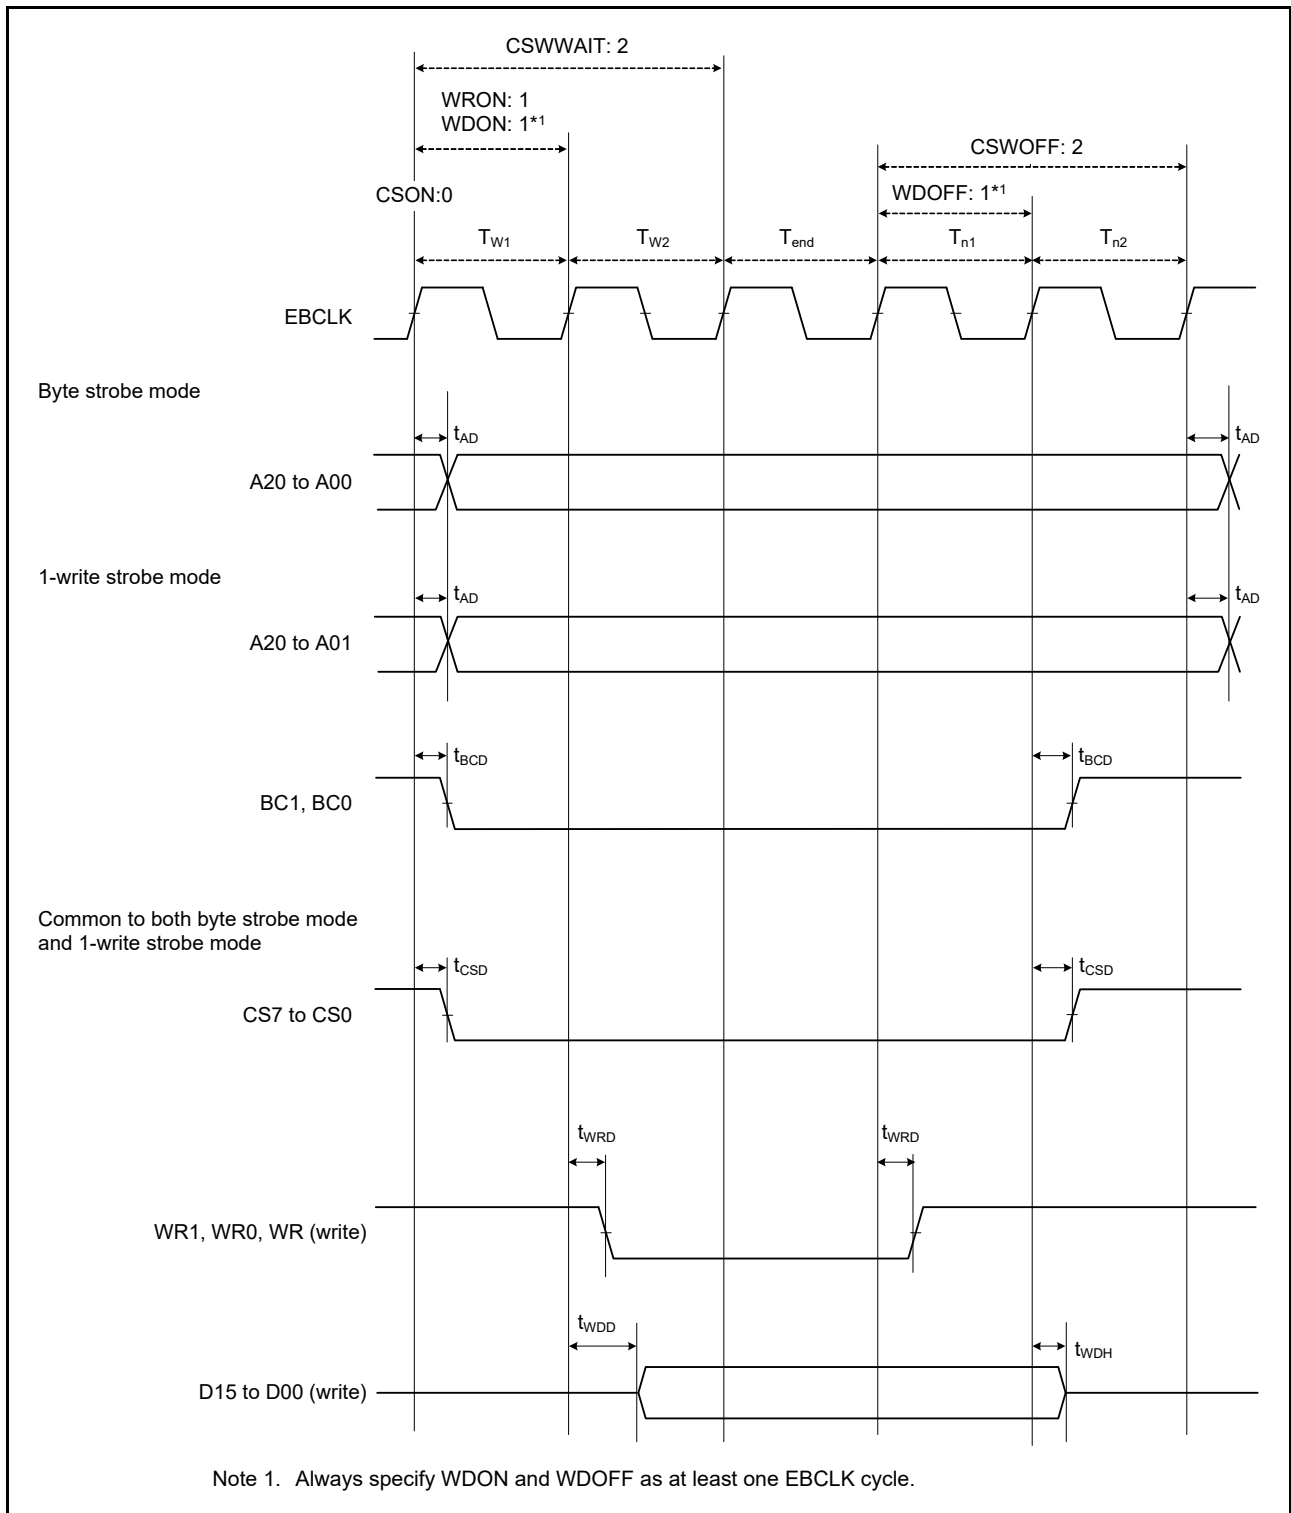 CSWWAIT: 2
WRON: 1
WDON: 1*1
CSON:0
CSWOFF: 2
WDOFF: 1*1
TW1 TW2 Tend Tn1 Tn2
EBCLK
Byte strobe mode
tAD tAD
A20 to A00
1-write strobe mode
tAD tAD
A20 to A01
tBCD tBCD
BC1, BC0
Common to both byte strobe mode
and 1-write strobe mode
tCSD tCSD
CS7 to CS0
tWRD tWRD
WR1, WR0, WR (write)
tWDD tWDH
D15 to D00 (write)
Note 1. Always specify WDON and WDOFF as at least one EBCLK cycle.